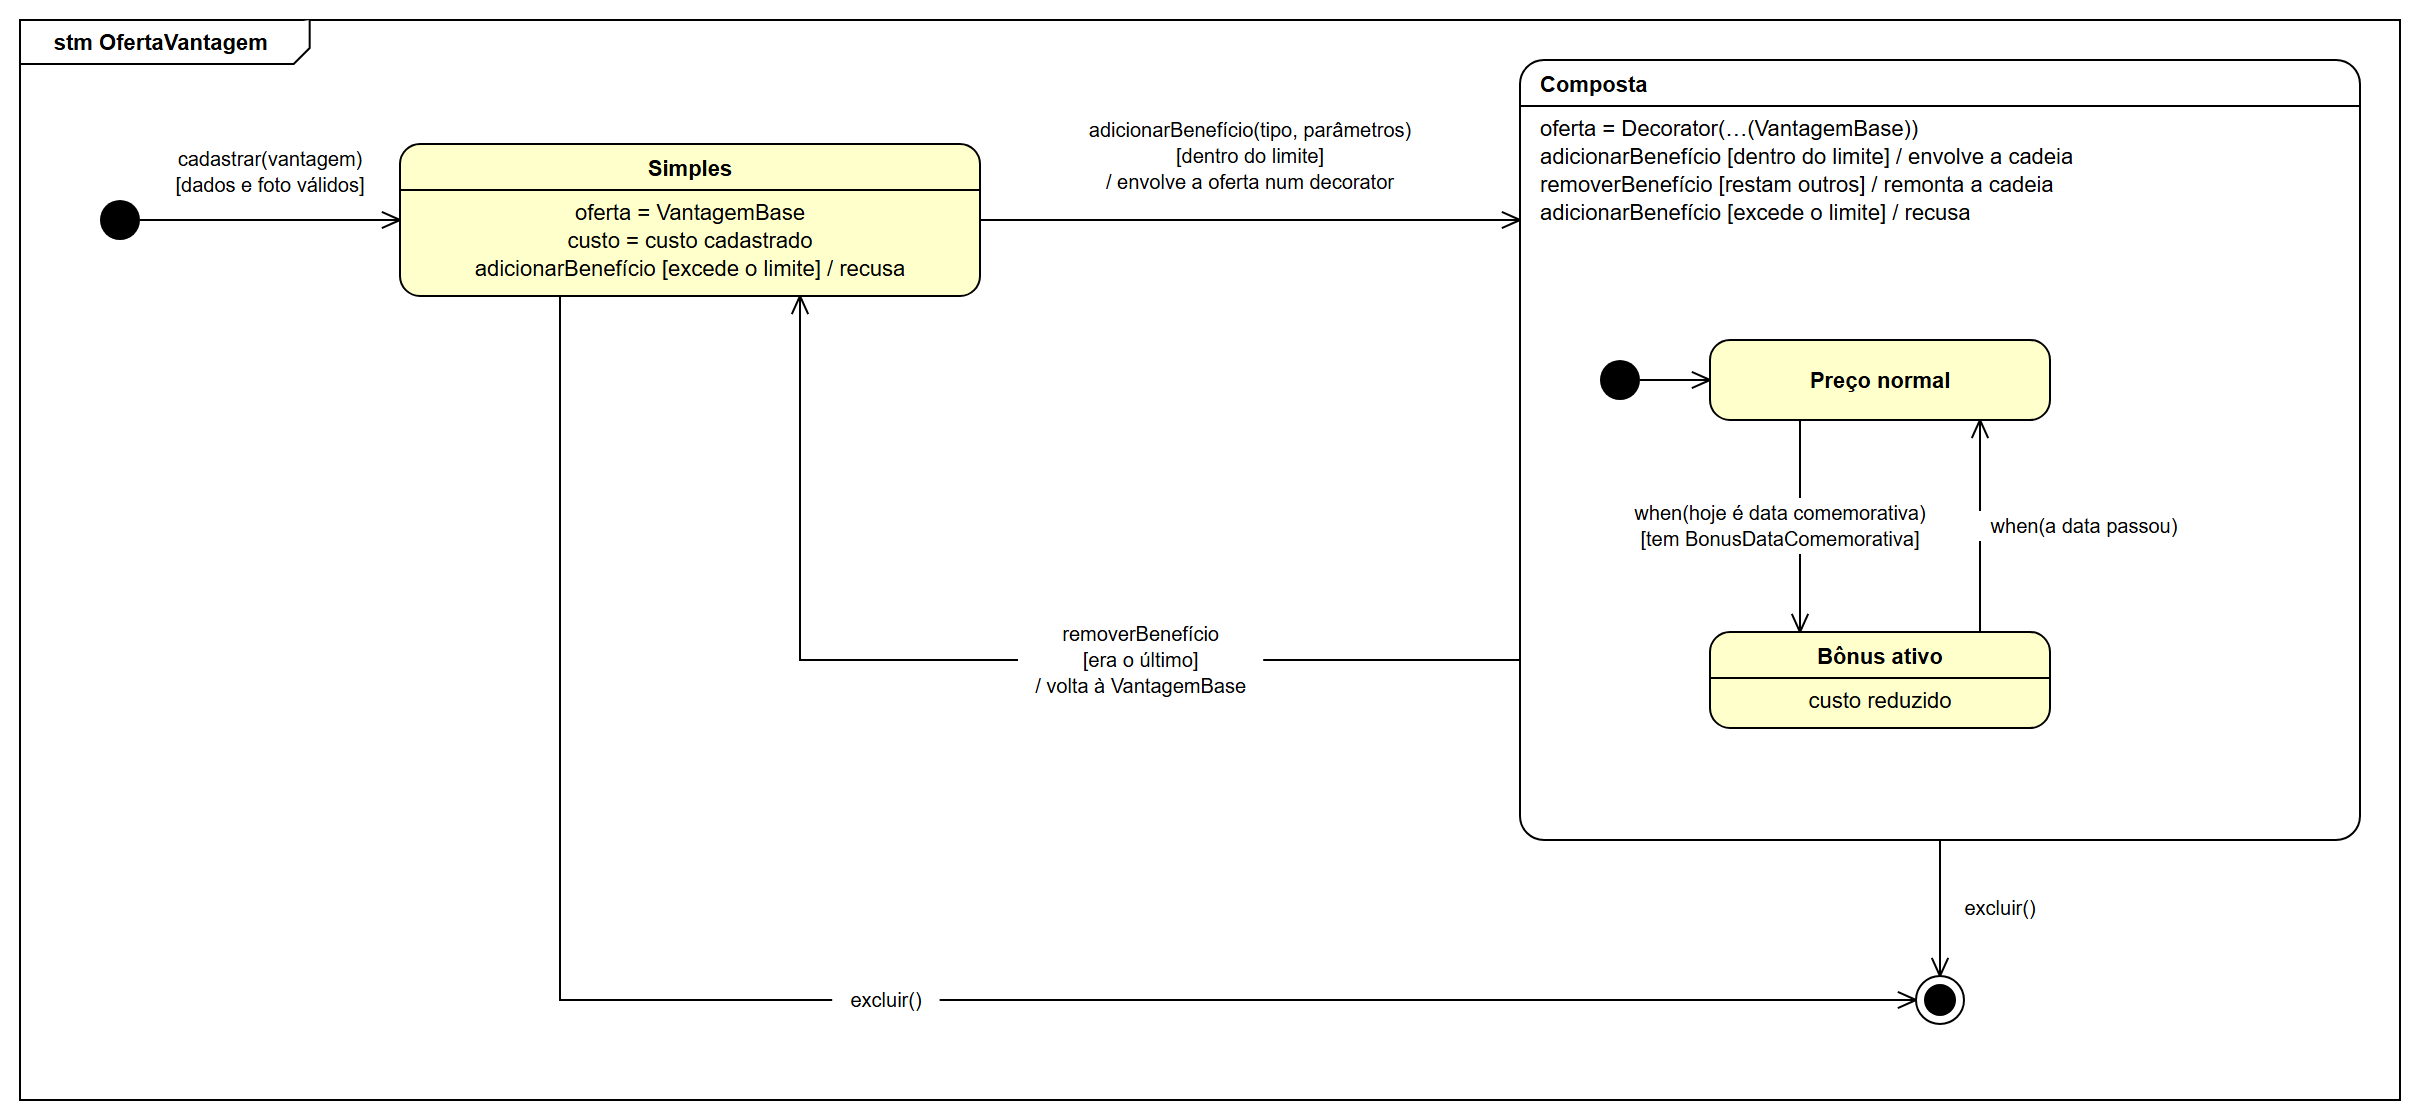 stm OfertaVantagem
cadastrar(vantagem)
[dados e foto válidos]
Simples
oferta = VantagemBase
custo = custo cadastrado
adicionarBenefício [excede o limite] / recusa
adicionarBenefício(tipo, parâmetros)
[dentro do limite]
/ envolve a oferta num decorator
Composta
oferta = Decorator(…(VantagemBase))
adicionarBenefício [dentro do limite] / envolve a cadeia
removerBenefício [restam outros] / remonta a cadeia
adicionarBenefício [excede o limite] / recusa
Preço normal
when(hoje é data comemorativa)
[tem BonusDataComemorativa]
when(a data passou)
Bônus ativo
custo reduzido
removerBenefício
[era o último]
/ volta à VantagemBase
excluir()
excluir()